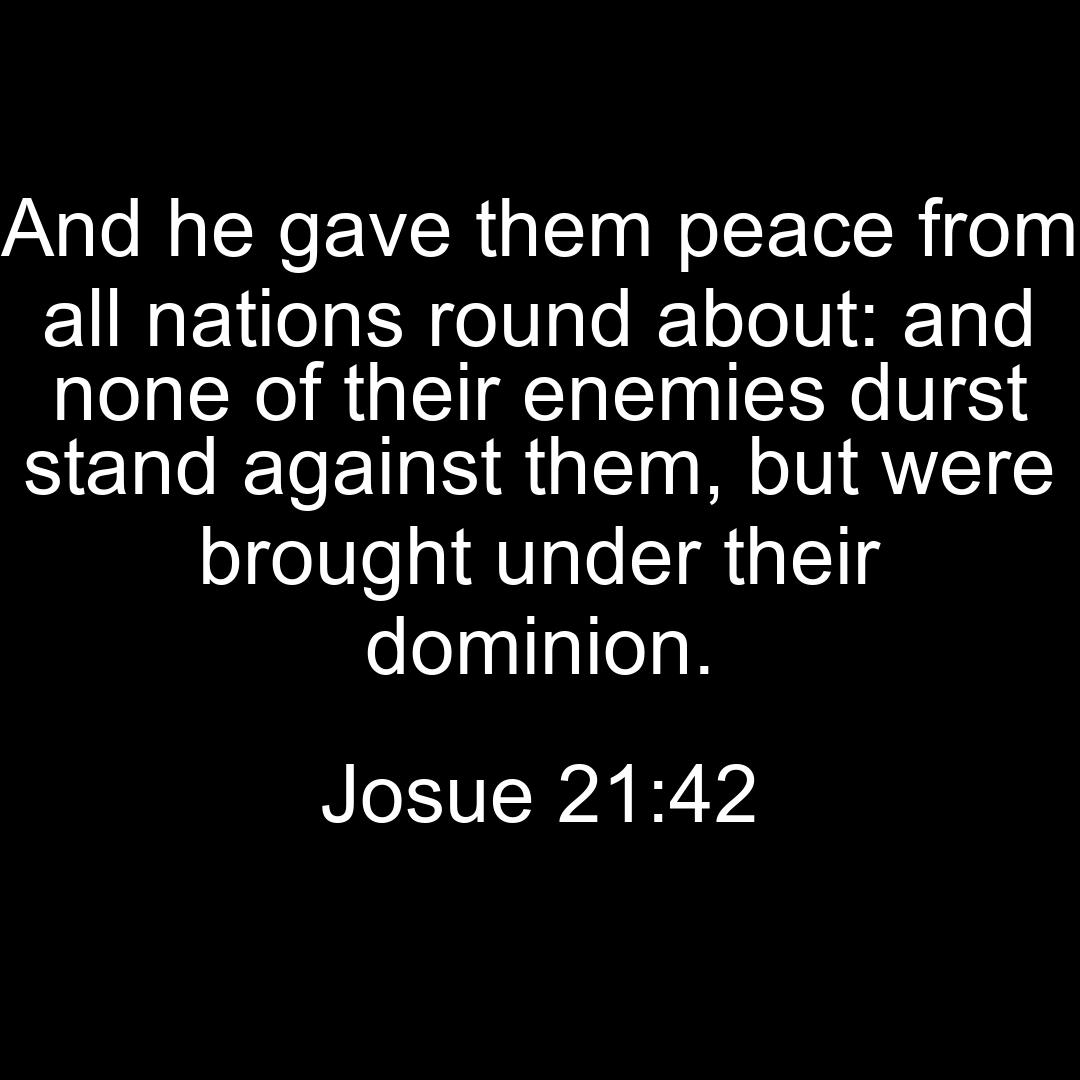 And he gave them peace from
all nations round about: and
none of their enemies durst
stand against them, but were
brought under their
dominion.
Josue 21:42